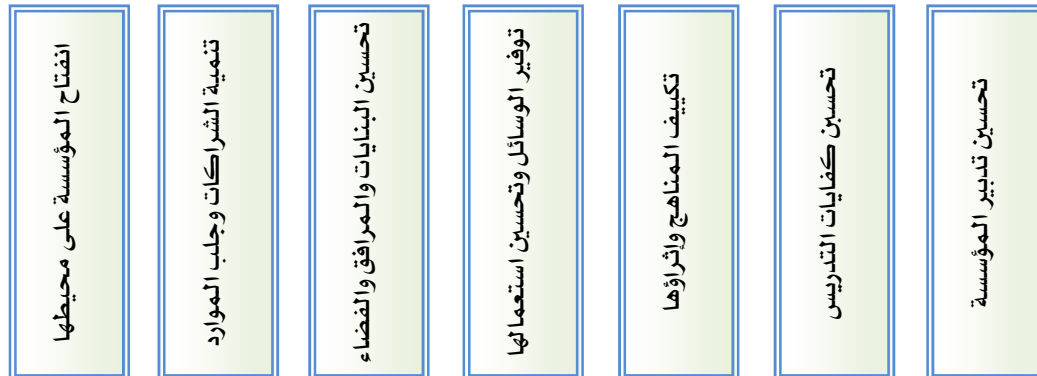 تحسين تدبير المؤسسة
تحسين كفايات التدريس
تكييف المناهج وإثراؤها
توفير الوسائل وتحسين استعمالها
تحسين البنايات والمرافق والفضاء
تنمية الشراكات وجلب الموارد
انفتاح المؤسسة على محيطها